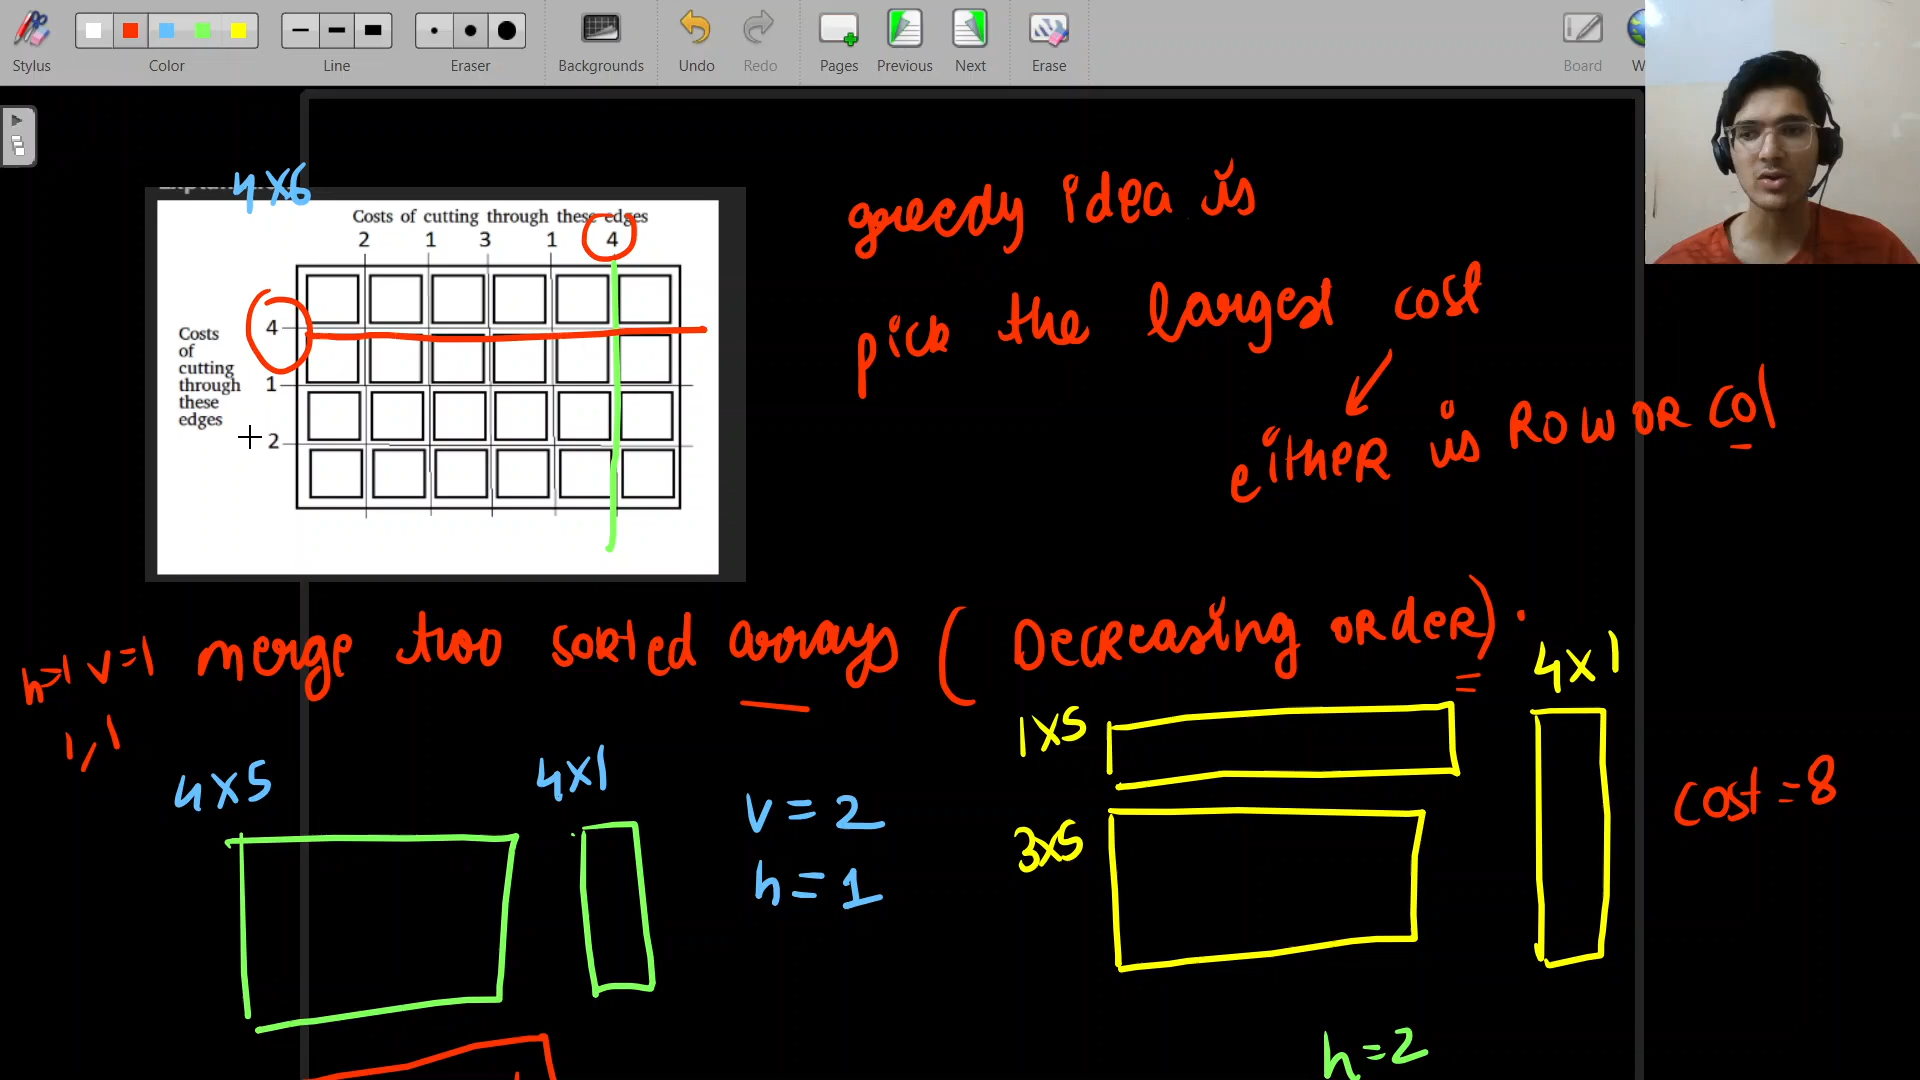 Stylus
Color
Line
Eraser
Backgrounds
Undo
Redo
Pages
Previous
Next
Erase
Board
W
4x6
Costs of cutting through these edges
2 1 3 1 4
4
1
2
Costs
of
cutting
through
these
edges
greedy idea is
pick the largest cost
either is ROW OR COl
h=1 v=1 merge two sorted arrays (Decreasing order).
1,1
4x5
4x1
v=2
h=1
1x5
3x5
4x1
cost=8
h=2